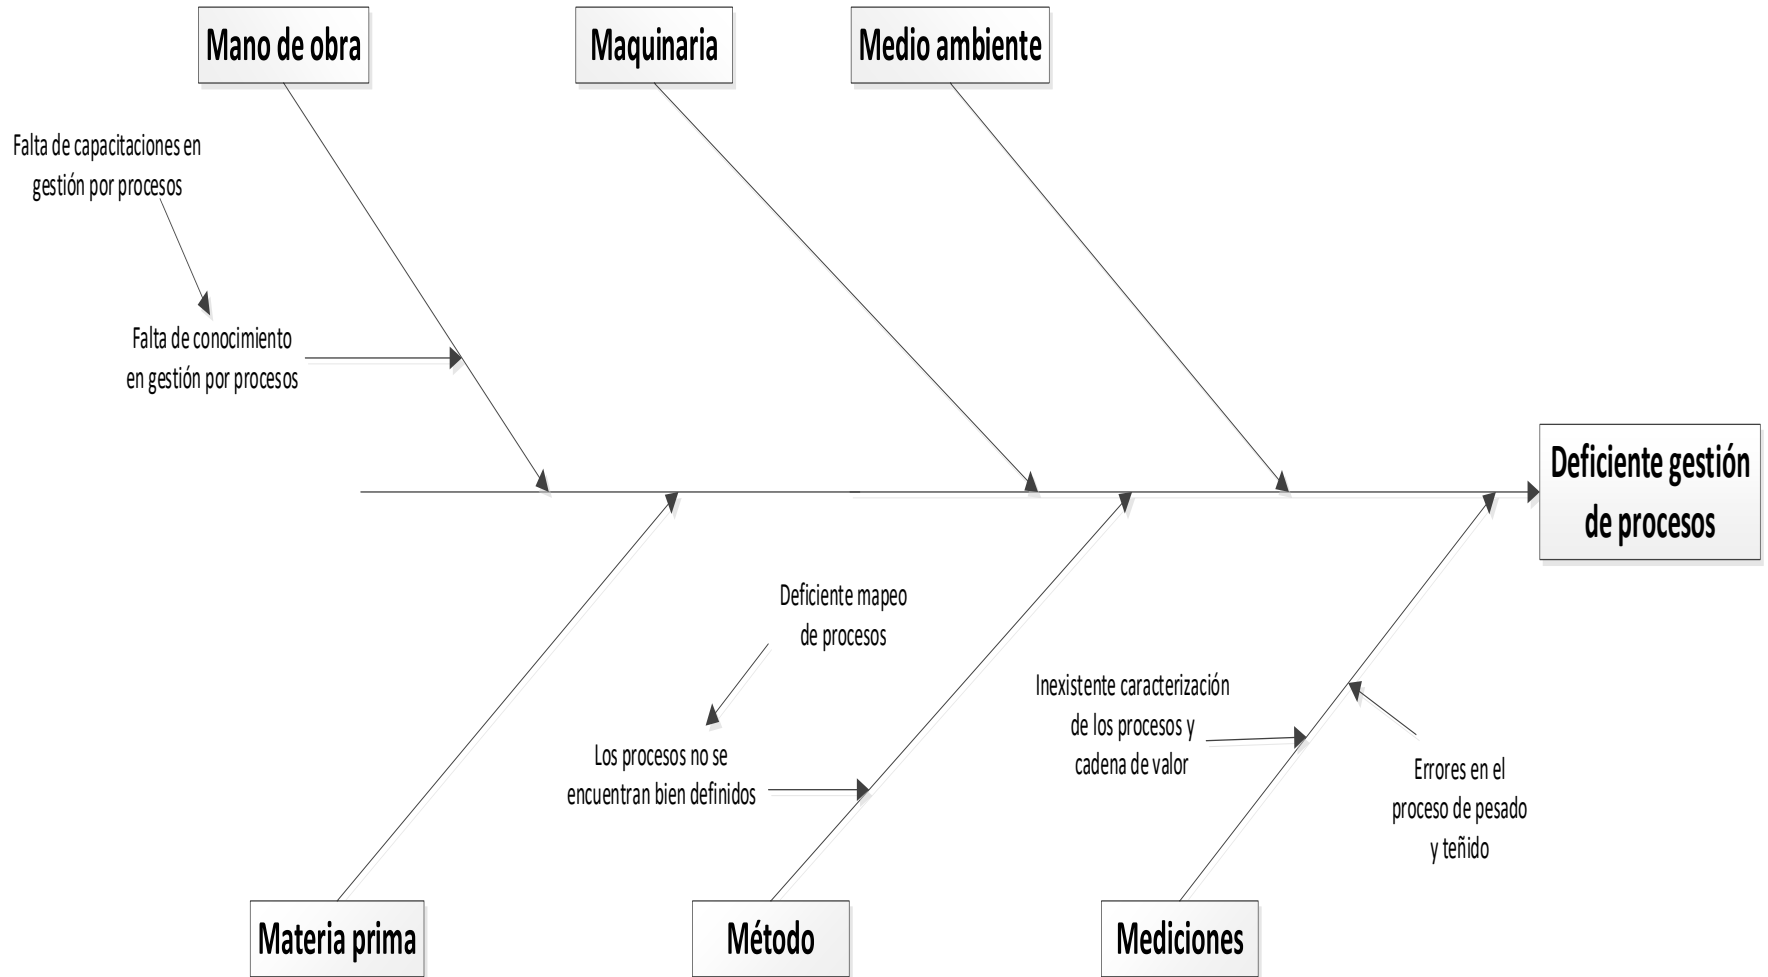 Mano de obra
Maquinaria
Medio ambiente
Falta de capacitaciones en
gestión por procesos
Falta de conocimiento
en gestión por procesos
Deficiente gestión
de procesos
Deficiente mapeo
de procesos
Los procesos no se
encuentran bien definidos
Inexistente caracterización
de los procesos y
cadena de valor
Errores en el
proceso de pesado
y teñido
Materia prima
Método
Mediciones